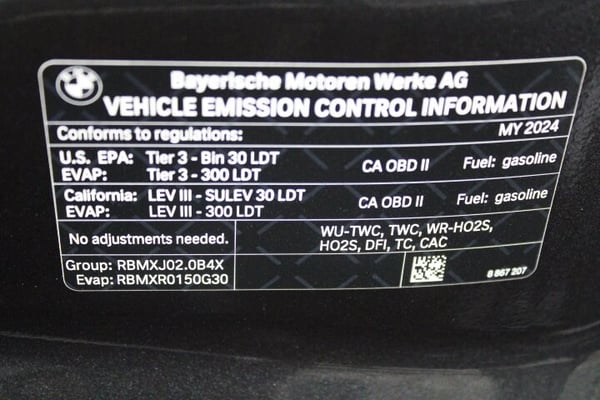 BMW
Bayerische Motoren Werke AG
VEHICLE EMISSION CONTROL INFORMATION
Conforms to regulations: MY 2024
U.S. EPA: Tier 3 - Bin 30 LDT CA OBD II Fuel: gasoline
EVAP: Tier 3 - 300 LDT
California: LEV III - SULEV 30 LDT CA OBD II Fuel: gasoline
EVAP: LEV III - 300 LDT
No adjustments needed. WU-TWC, TWC, WR-HO2S,
HO2S, DFI, TC, CAC
Group: RBMXJ02.0B4X
Evap: RBMXR0150G30 8 867 207